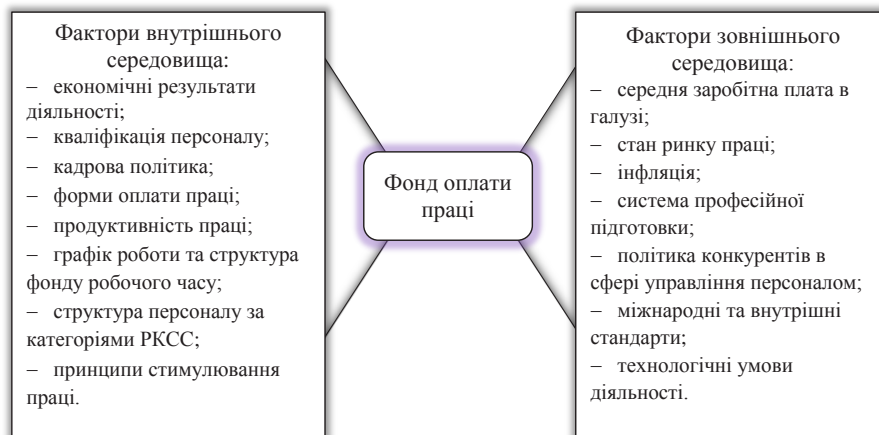 Фактори внутрішнього
середовища:
– економічні результати
діяльності;
– кваліфікація персоналу;
– кадрова політика;
– форми оплати праці;
– продуктивність праці;
– графік роботи та структура
фонду робочого часу;
– структура персоналу за
категоріями РКСС;
– принципи стимулювання
праці.
Фонд оплати
праці
Фактори зовнішнього
середовища:
– середня заробітна плата в
галузі;
– стан ринку праці;
– інфляція;
– система професійної
підготовки;
– політика конкурентів в
сфері управління персоналом;
– міжнародні та внутрішні
стандарти;
– технологічні умови
діяльності.